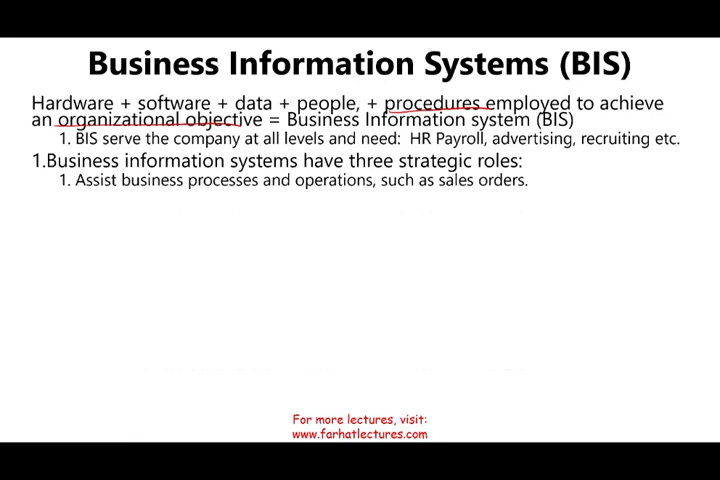 Business Information Systems (BIS)
Hardware + software + data + people, + procedures employed to achieve
an organizational objective = Business Information system (BIS)
1. BIS serve the company at all levels and need: HR Payroll, advertising, recruiting etc.
1.Business information systems have three strategic roles:
1. Assist business processes and operations, such as sales orders.
For more lectures, visit:
www.farhatlectures.com